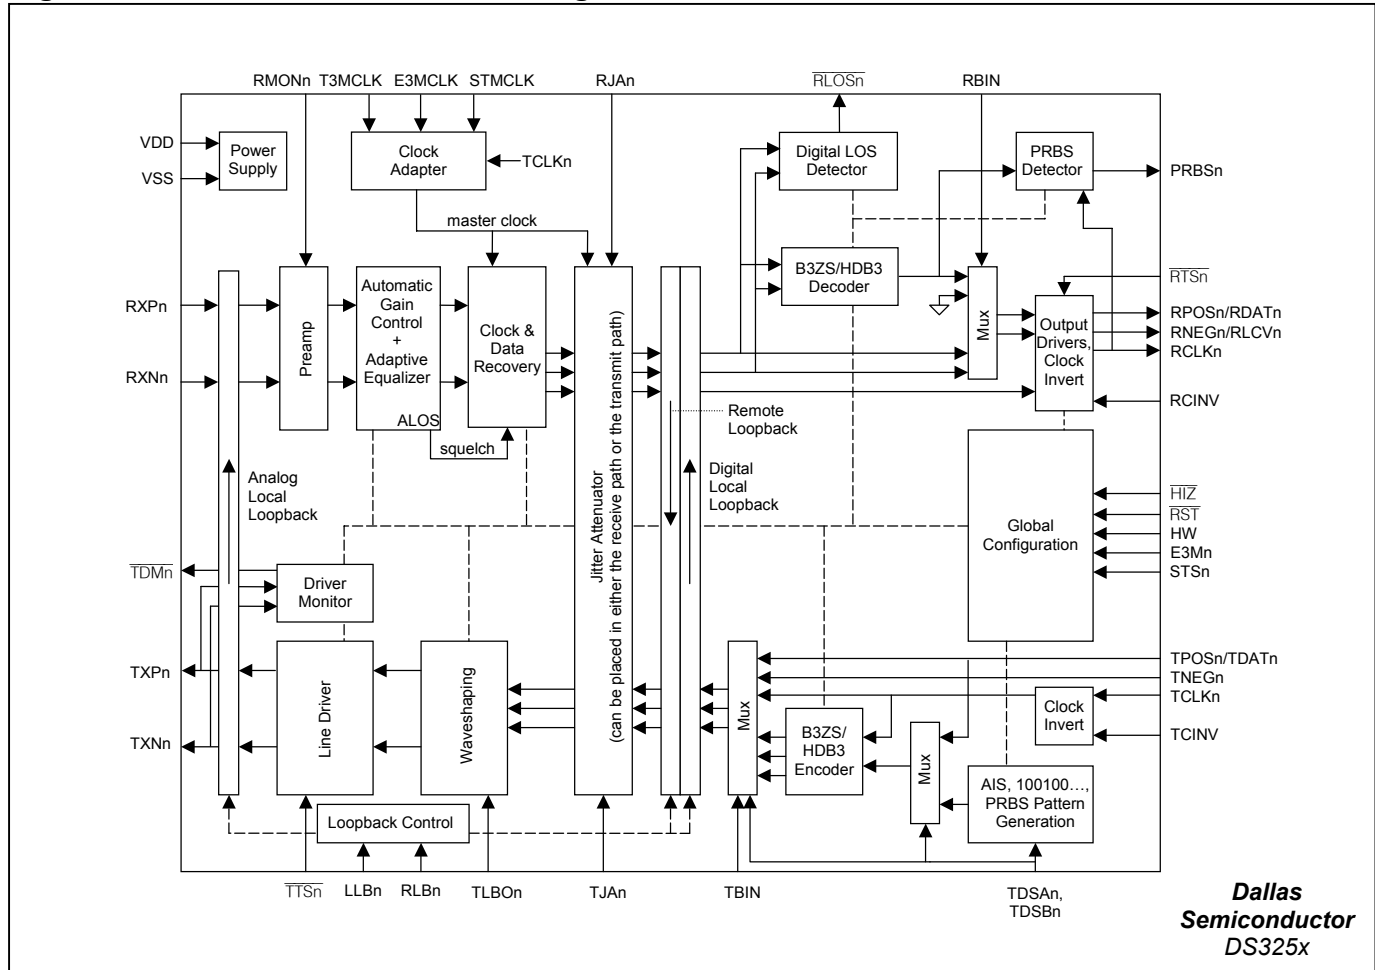 RMONn T3MCLK E3MCLK STMCLK RJAn RLOSn RBIN
VDD
VSS
Power
Supply
Clock
Adapter
TCLKn
Digital LOS
Detector
PRBS
Detector
PRBSn
master clock
RXPn
RXNn
Preamp
Automatic
Gain
Control
+
Adaptive
Equalizer
ALOS
squelch
Clock &
Data
Recovery
Jitter Attenuator
(can be placed in either the receive path or the transmit path)
B3ZS/HDB3
Decoder
Mux
Output
Drivers,
Clock
Invert
RTSn
RPOSn/RDATn
RNEGn/RLCVn
RCLKn
RCINV
Remote
Loopback
Analog
Local
Loopback
Digital
Local
Loopback
Global
Configuration
HIZ
RST
HW
E3Mn
STSn
TDMn
Driver
Monitor
TXPn
TXNn
Line Driver
Waveshaping
Mux
B3ZS/
HDB3
Encoder
Mux
Clock
Invert
TPOSn/TDATn
TNEGn
TCLKn
TCINV
AIS, 100100…,
PRBS Pattern
Generation
Loopback Control
TTSn LLBn RLBn TLBOn TJAn TBIN TDSAn,
TDSBn
Dallas
Semiconductor
DS325x